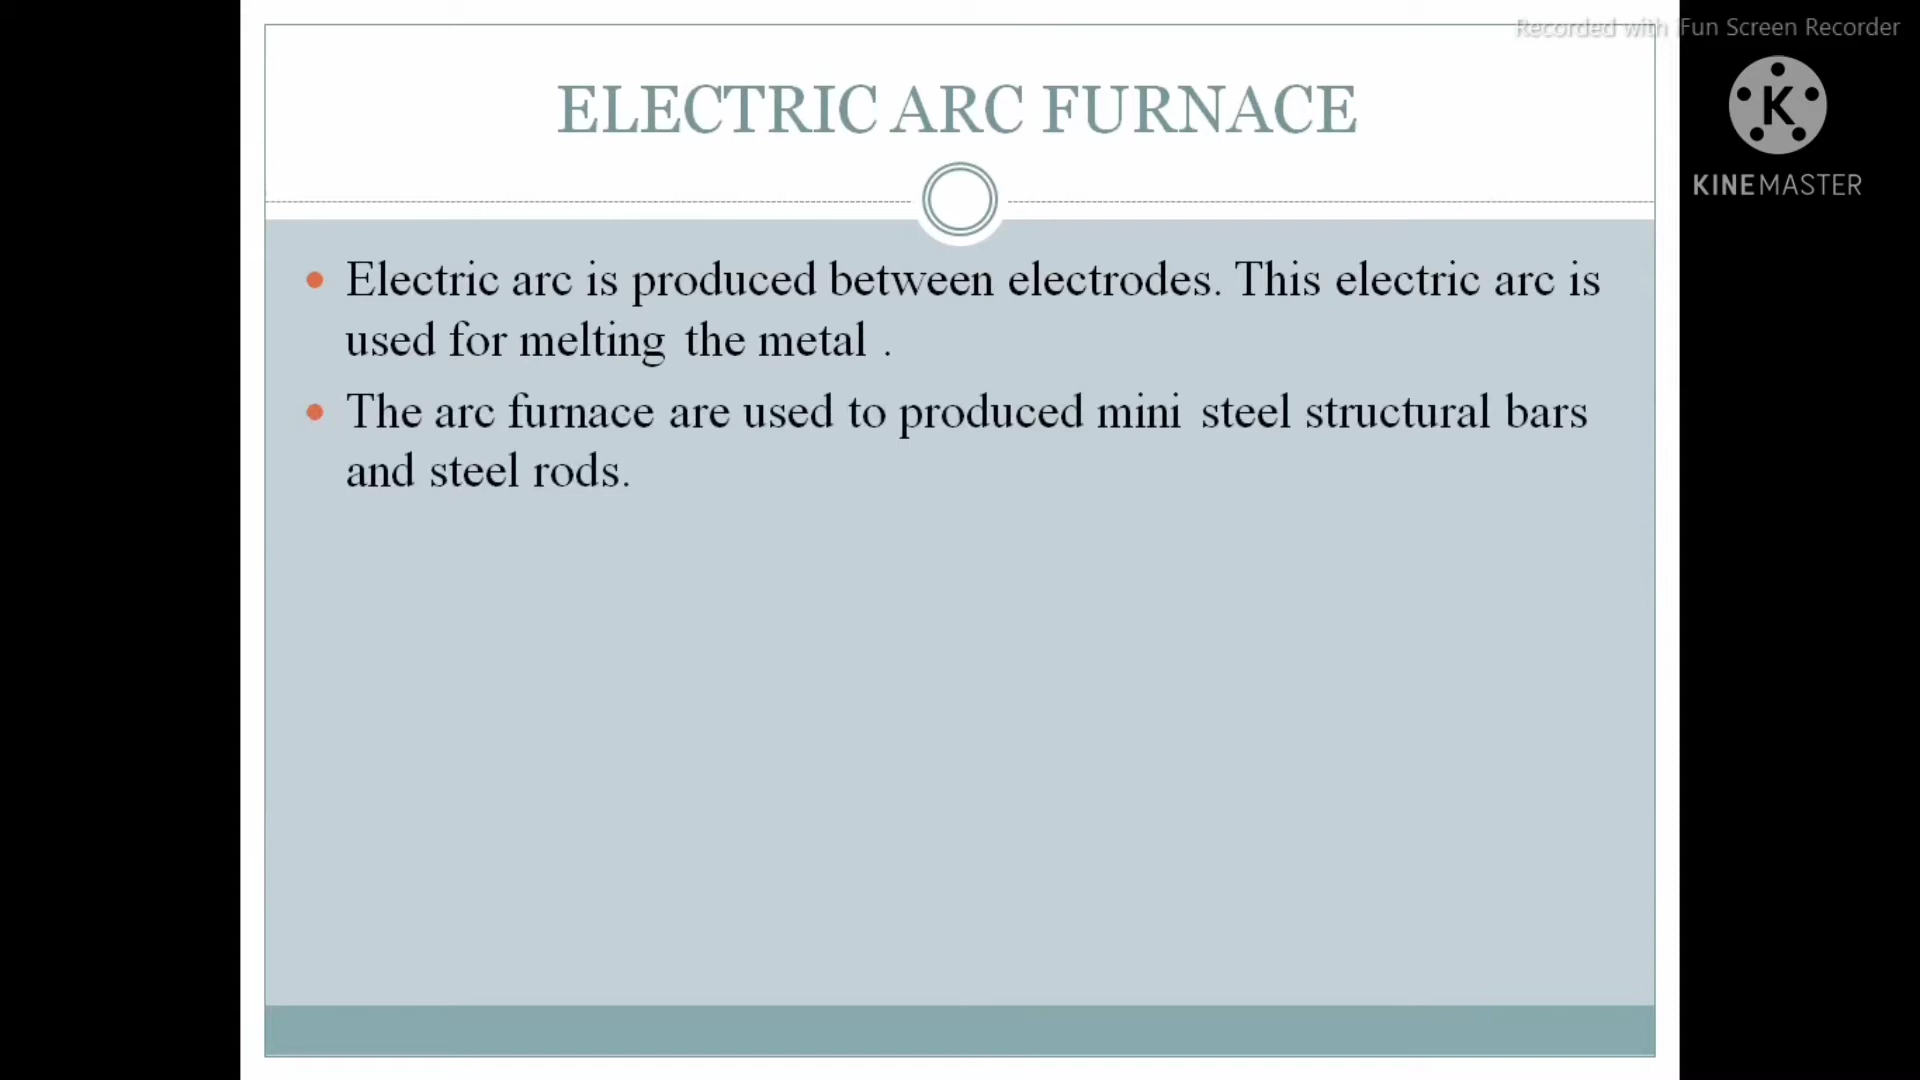 Recorded with iFun Screen Recorder
K
KINEMASTER
ELECTRIC ARC FURNACE
Electric arc is produced between electrodes. This electric arc is
used for melting the metal .
The arc furnace are used to produced mini steel structural bars
and steel rods.